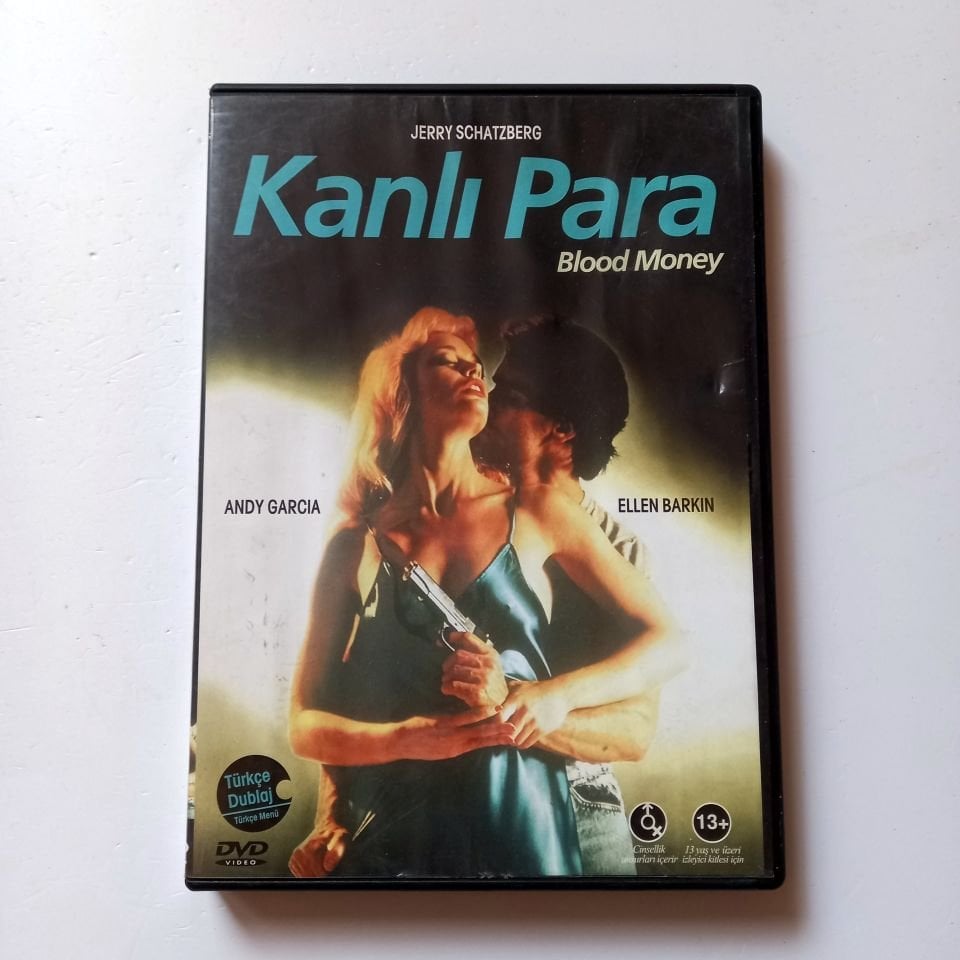 JERRY SCHATZBERG
Kanlı Para
Blood Money
ANDY GARCIA
ELLEN BARKIN
Türkçe
Dublaj
Türkçe Menü
DVD
VIDEO
13+
Cinsellik
unsurları içerir
13 yaş ve üzeri
izleyici kitlesi için